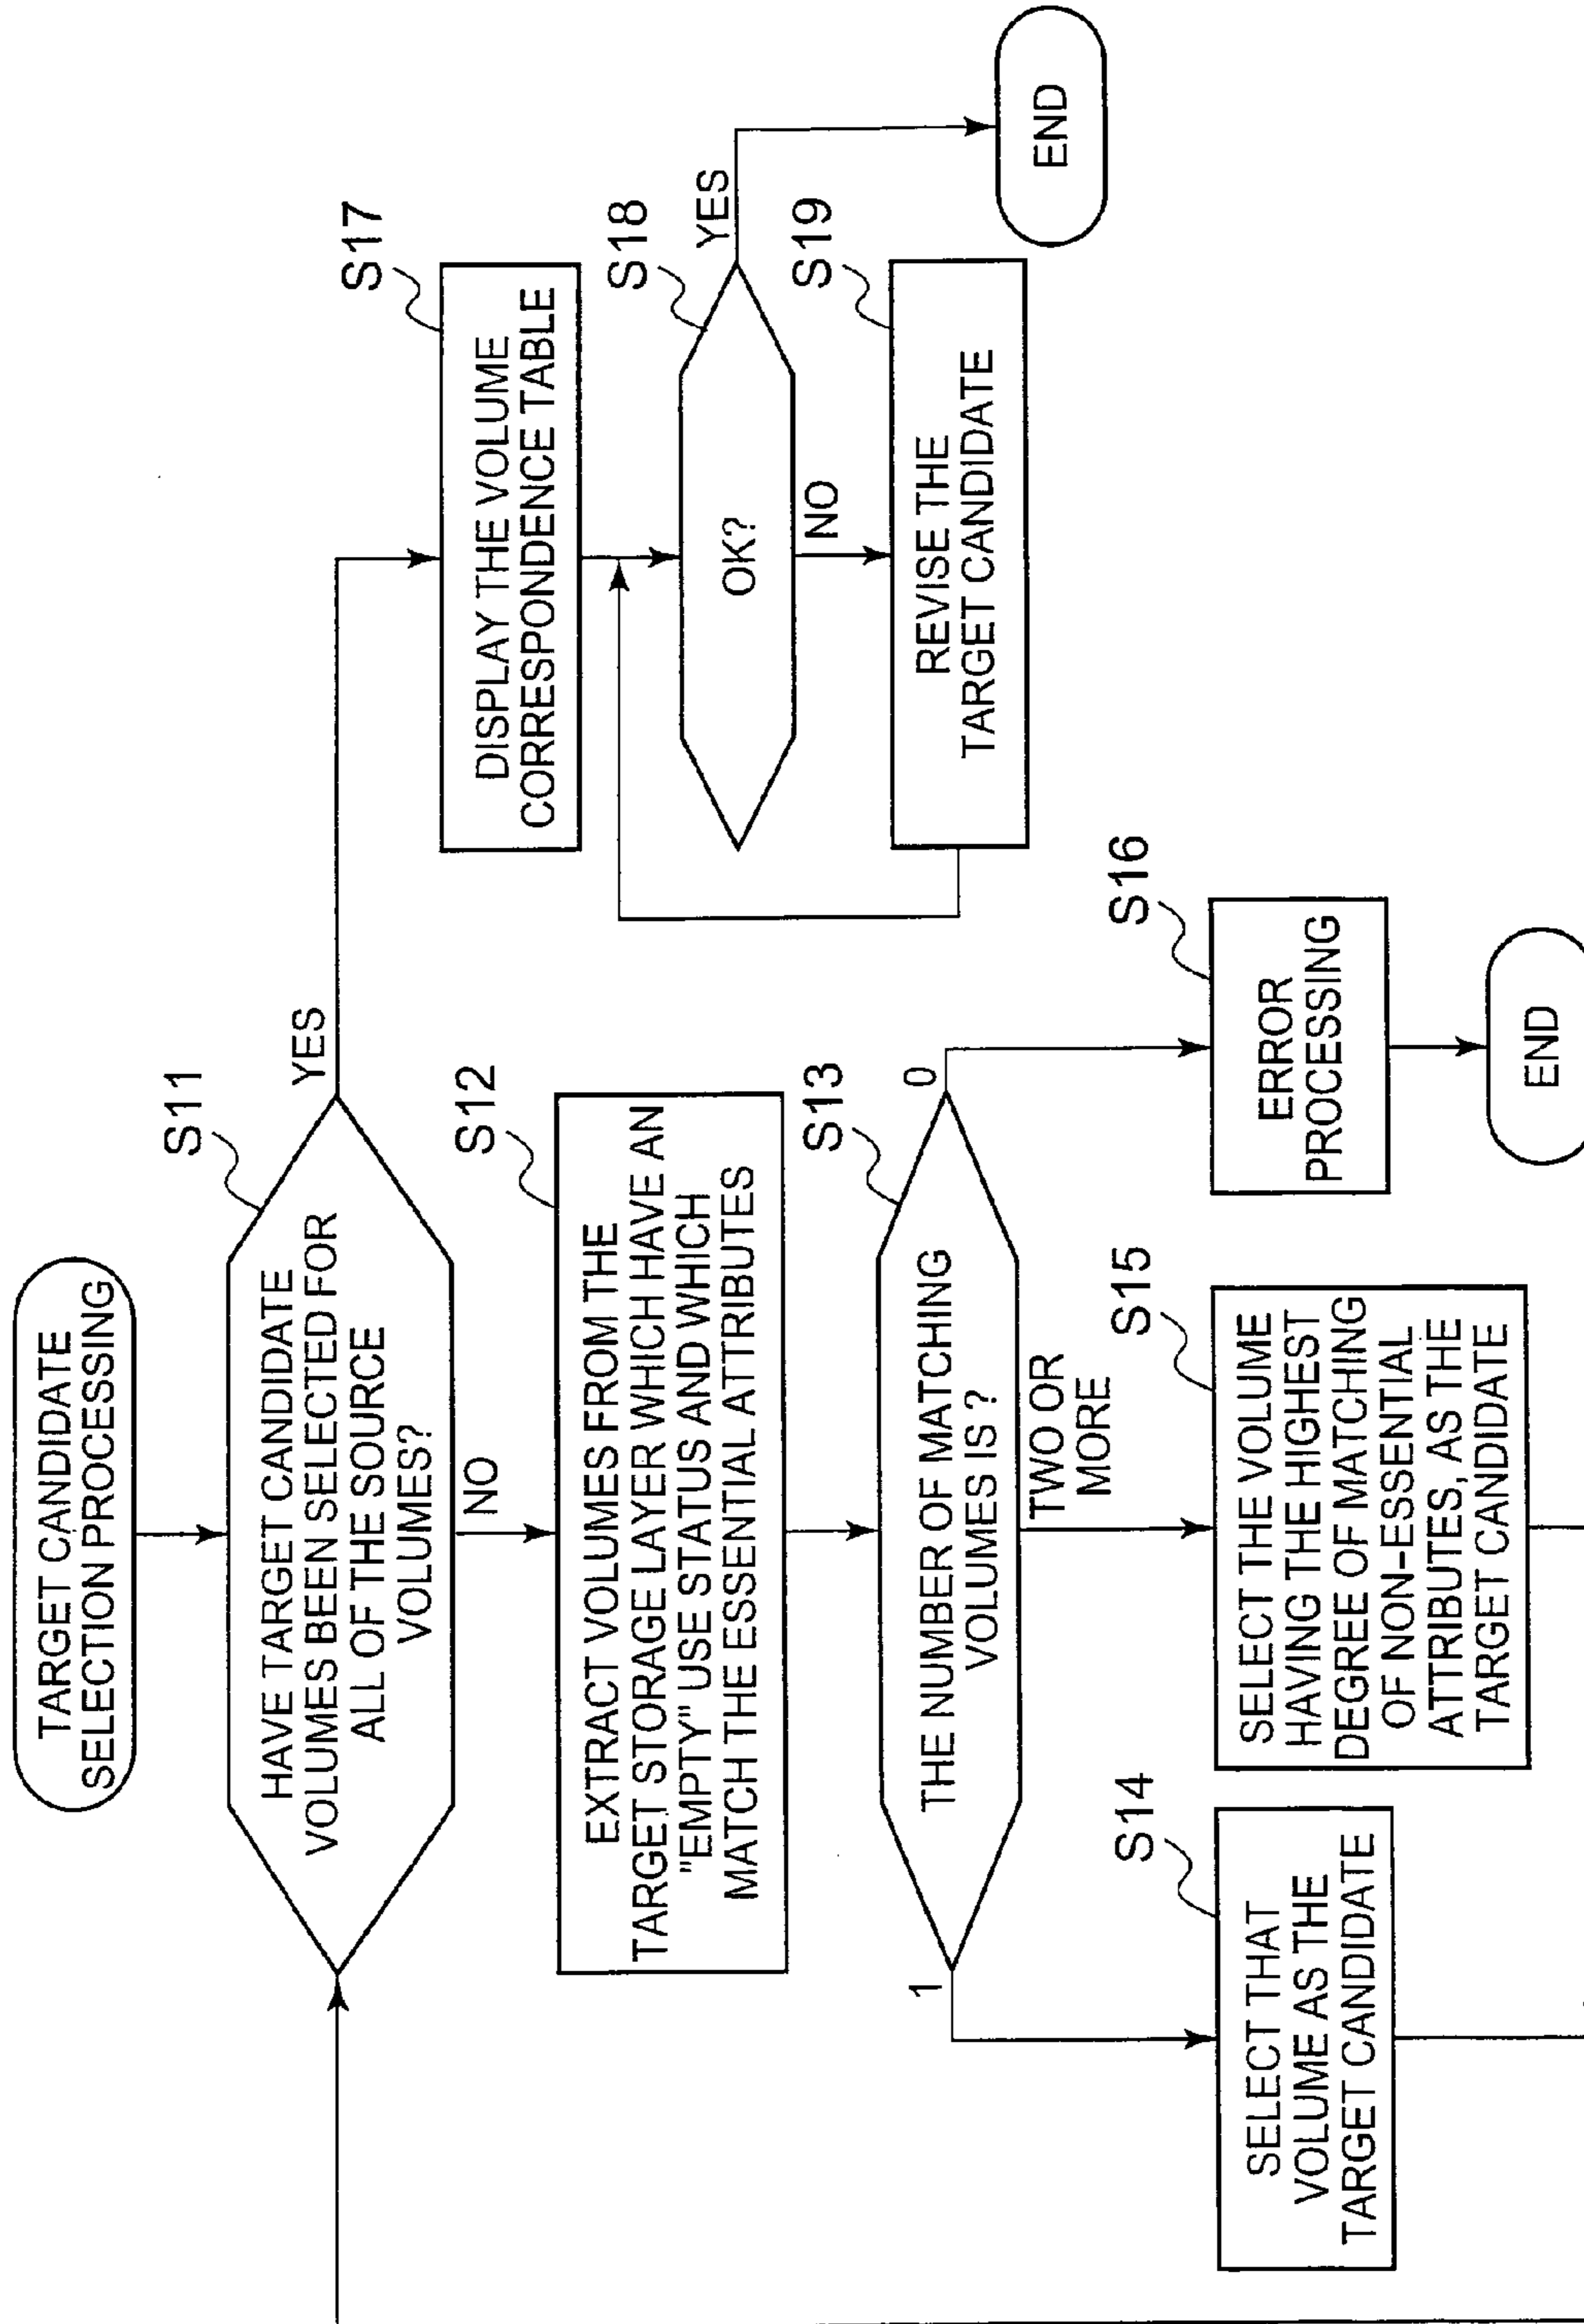 TARGET CANDIDATE
SELECTION PROCESSING
S11
HAVE TARGET CANDIDATE
VOLUMES BEEN SELECTED FOR
ALL OF THE SOURCE
VOLUMES?
YES
NO
S12
EXTRACT VOLUMES FROM THE
TARGET STORAGE LAYER WHICH HAVE AN
"EMPTY" USE STATUS AND WHICH
MATCH THE ESSENTIAL ATTRIBUTES
S13
THE NUMBER OF MATCHING
VOLUMES IS ?
1
TWO OR
MORE
0
S14
SELECT THAT
VOLUME AS THE
TARGET CANDIDATE
S15
SELECT THE VOLUME
HAVING THE HIGHEST
DEGREE OF MATCHING
OF NON-ESSENTIAL
ATTRIBUTES, AS THE
TARGET CANDIDATE
S16
ERROR
PROCESSING
END
S17
DISPLAY THE VOLUME
CORRESPONDENCE TABLE
S18
OK?
YES
NO
S19
REVISE THE
TARGET CANDIDATE
END